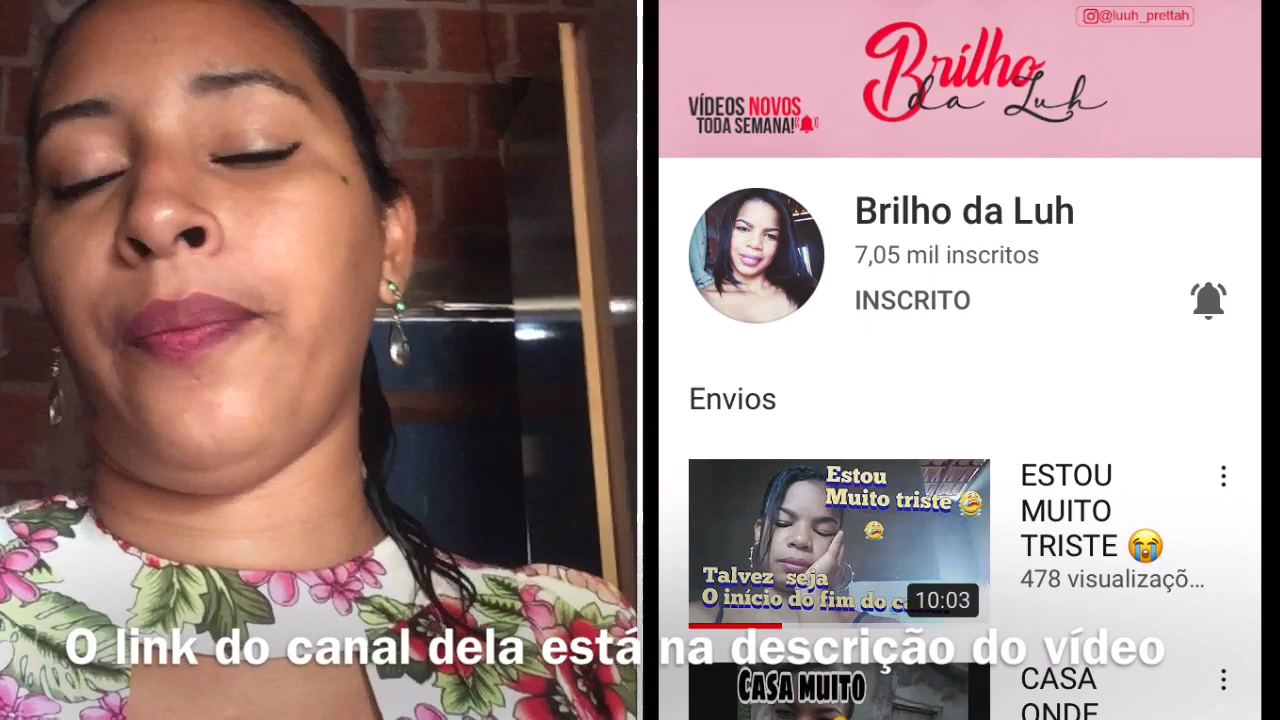 @luuh_prettah
Brilho
da Luh
VÍDEOS NOVOS
TODA SEMANA!
Brilho da Luh
7,05 mil inscritos
INSCRITO
Envios
Estou
Muito triste
Talvez seja
O início do fim do
10:03
ESTOU
MUITO
TRISTE 😭
478 visualizaçõ...
O link do canal dela está na descrição do vídeo
CASA MUITO
CASA
ONDE